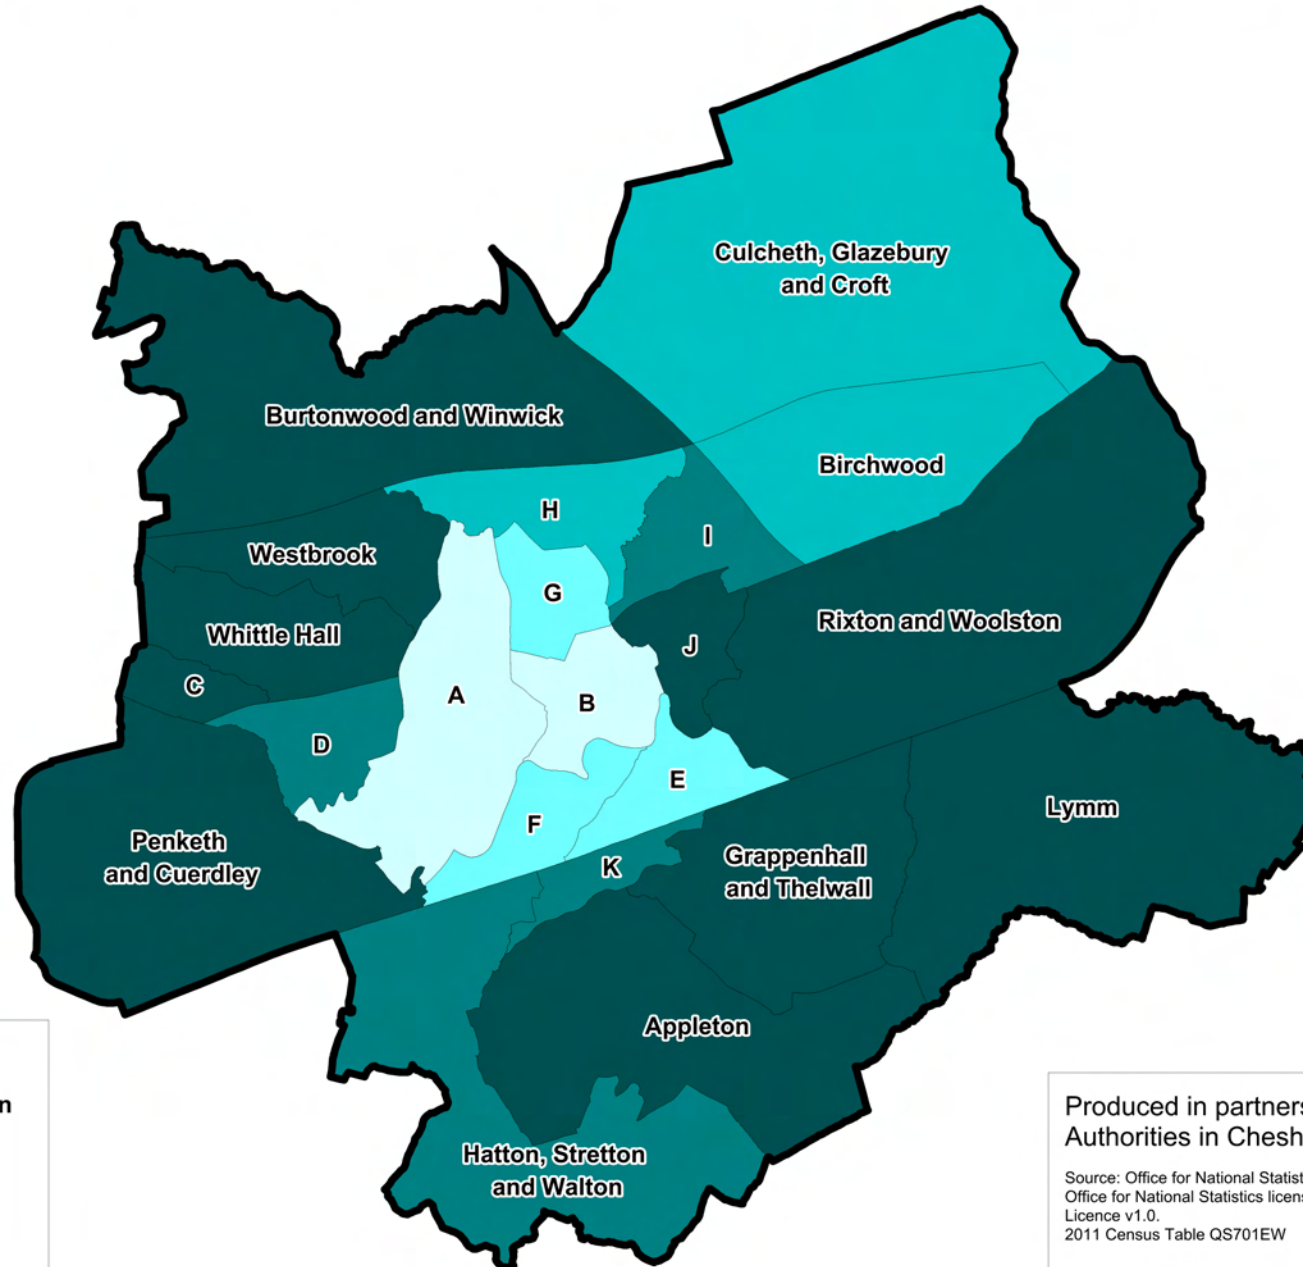 Culcheth, Glazebury
and Croft
Burtonwood and Winwick
Birchwood
H
I
Westbrook
G
Rixton and Woolston
Whittle Hall
J
C
A
B
D
E
Lymm
F
Penketh
and Cuerdley
Grappenhall
and Thelwall
K
Appleton
n
Hatton, Stretton
and Walton
Produced in partners
Authorities in Chesh
Source: Office for National Statist
Office for National Statistics licens
Licence v1.0.
2011 Census Table QS701EW